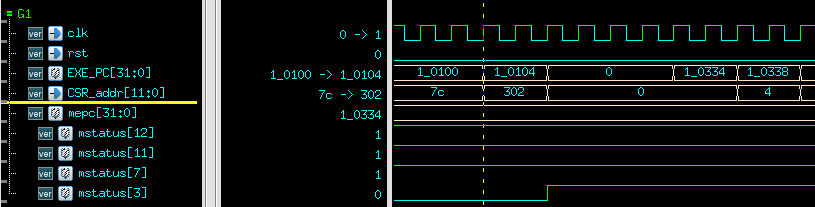 = G1
ver clk 0 -> 1
ver rst 0
ver EXE_PC[31:0] 1_0100 -> 1_0104 1_0100 1_0104 0 1_0334 1_0338
ver CSR_addr[11:0] 7c -> 302 7c 302 0 4
ver mepc[31:0] 1_0334
ver mstatus[12] 1
ver mstatus[11] 1
ver mstatus[7] 1
ver mstatus[3] 0